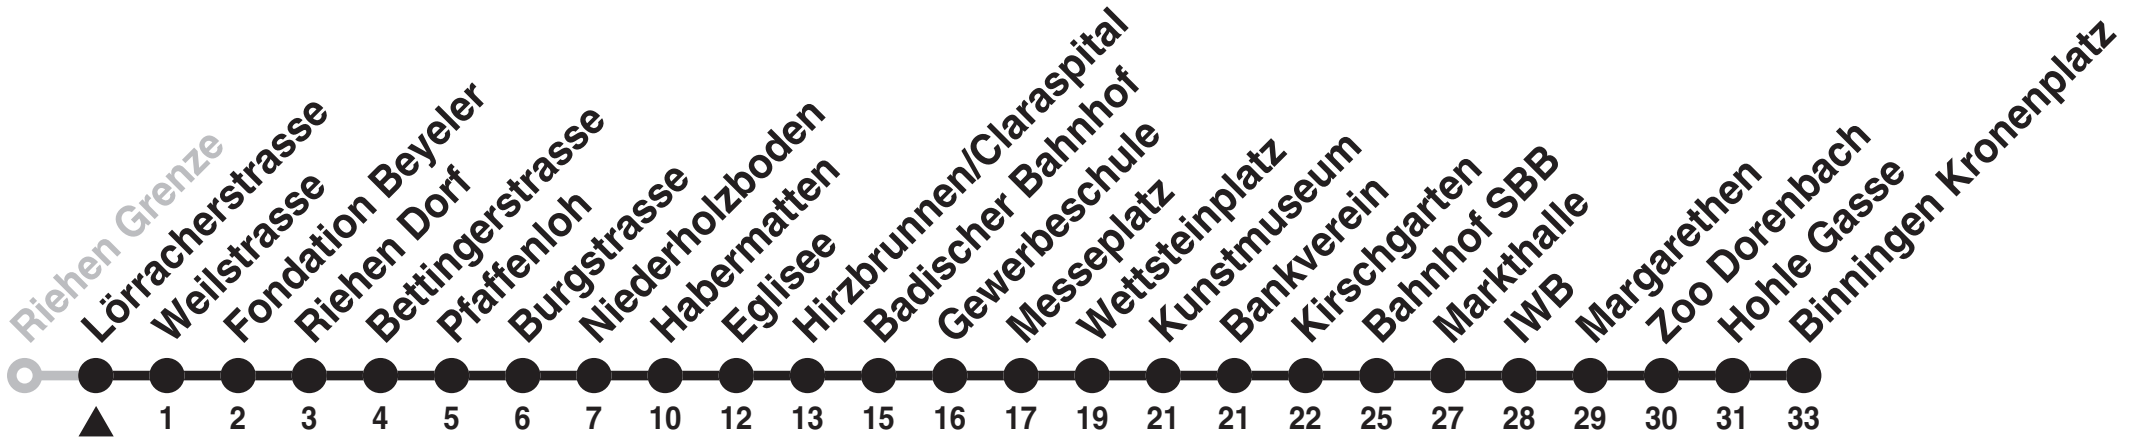 Riehen Grenze
Lörracherstrasse
Weilstrasse
Fondation Beyeler
Riehen Dorf
Bettingerstrasse
Pfaffenloh
Burgstrasse
Niederholzboden
Habermatten
Eglisee
Hirzbrunnen/Claraspital
Badischer Bahnhof
Gewerbeschule
Messeplatz
Wettsteinplatz
Kunstmuseum
Bankverein
Kirschgarten
Bahnhof SBB
Markthalle
IWB
Margarethen
Zoo Dorenbach
Hohle Gasse
Binningen Kronenplatz
1 2 3 4 5 6 7 10 12 13 15 16 17 19 21 21 22 25 27 28 29 30 31 33